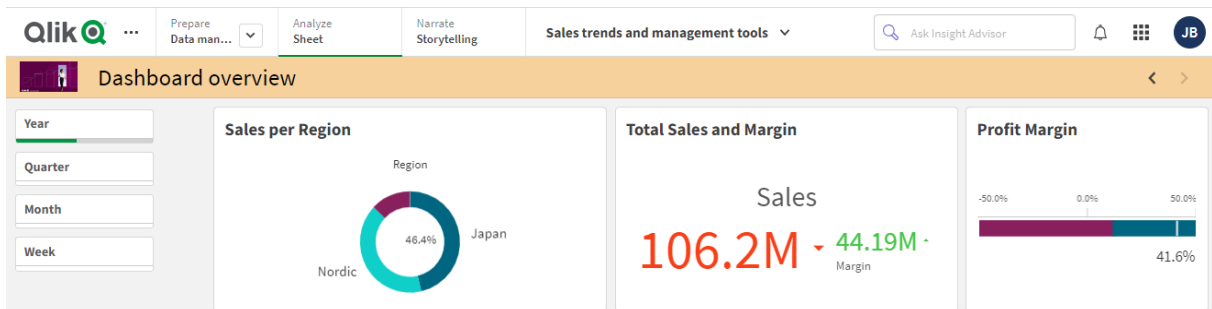 Qlik
Prepare
Data man...
Analyze
Sheet
Narrate
Storytelling
Sales trends and management tools
Ask Insight Advisor
JB
Dashboard overview
Year
Quarter
Month
Week
Sales per Region
Region
46.4%
Japan
Nordic
Total Sales and Margin
Sales
106.2M
44.19M
Margin
Profit Margin
-50.0% 0.0% 50.0%
41.6%